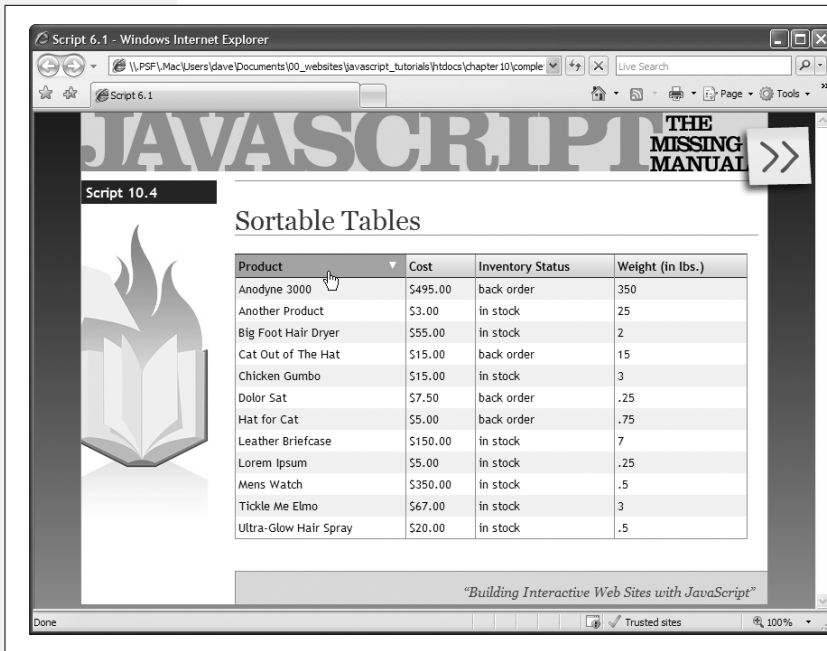 Script 6.1 - Windows Internet Explorer
\\.PSF\.Mac\Users\dave\Documents\00_websites\javascript_tutorials\htdocs\chapter10\comple
Live Search
Script 6.1
Page
Tools
JAVASCRIPT THE
MISSING
MANUAL
Script 10.4
Sortable Tables
Product Cost Inventory Status Weight (in lbs.)
Anodyne 3000 $495.00 back order 350
Another Product $3.00 in stock 25
Big Foot Hair Dryer $55.00 in stock 2
Cat Out of The Hat $15.00 back order 15
Chicken Gumbo $15.00 in stock 3
Dolor Sat $7.50 back order .25
Hat for Cat $5.00 back order .75
Leather Briefcase $150.00 in stock 7
Lorem Ipsum $5.00 in stock .25
Mens Watch $350.00 in stock .5
Tickle Me Elmo $67.00 in stock 3
Ultra-Glow Hair Spray $20.00 in stock .5
“Building Interactive Web Sites with JavaScript”
Done Trusted sites 100%